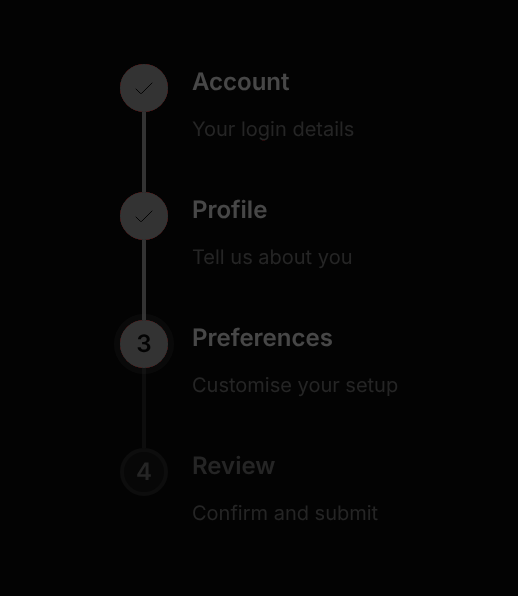 Account
Your login details
Profile
Tell us about you
3
Preferences
Customise your setup
4
Review
Confirm and submit